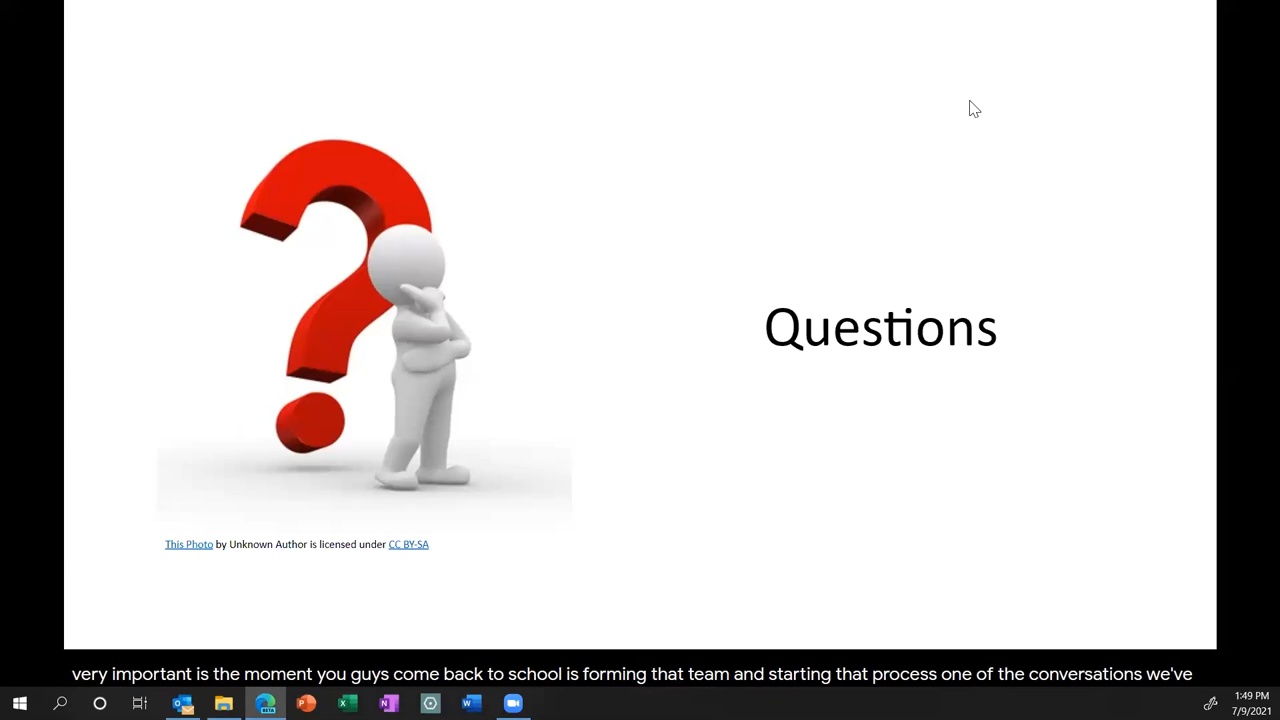 Questions
This Photo by Unknown Author is licensed under CC BY-SA
very important is the moment you guys come back to school is forming that team and starting that process one of the conversations we've
BETA
1:49 PM
7/9/2021